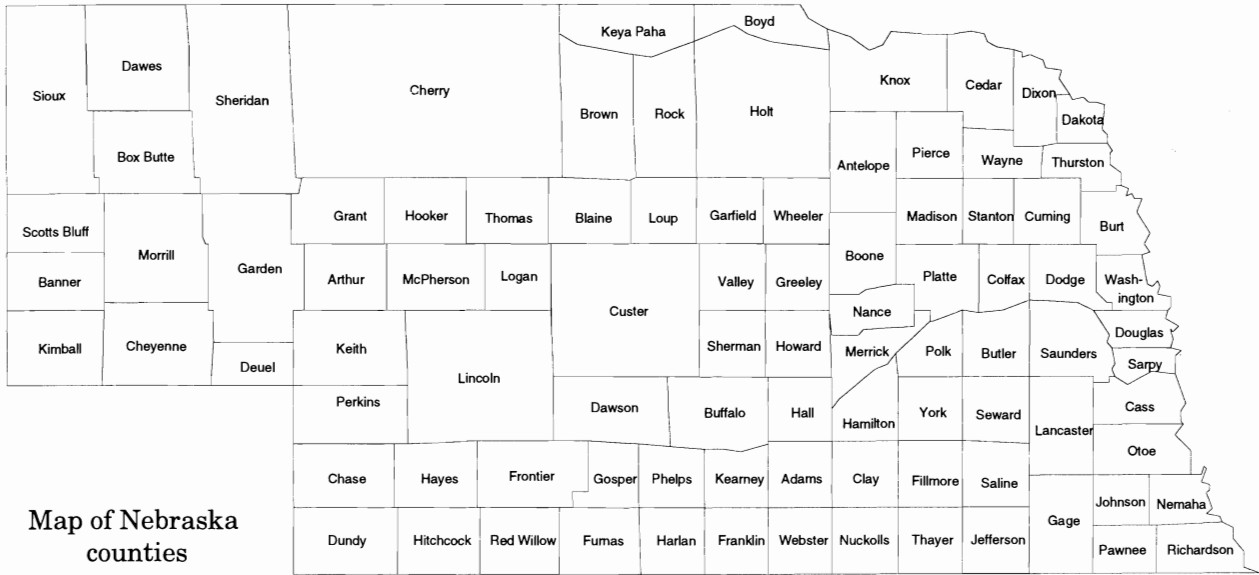 Boyd
Keya Paha
Dawes
Sioux
Sheridan
Cherry
Knox
Cedar
Dixon
Brown
Rock
Holt
Dakota
Box Butte
Antelope
Pierce
Wayne
Thurston
Grant
Hooker
Thomas
Blaine
Loup
Garfield
Wheeler
Madison
Stanton
Cuming
Burt
Scotts Bluff
Morrill
Garden
Boone
Banner
Arthur
McPherson
Logan
Valley
Greeley
Platte
Colfax
Dodge
Wash-
ington
Custer
Nance
Douglas
Kimball
Cheyenne
Keith
Sherman
Howard
Merrick
Polk
Butler
Saunders
Sarpy
Deuel
Lincoln
Perkins
Dawson
Buffalo
Hall
Hamilton
York
Seward
Cass
Lancaster
Otoe
Chase
Hayes
Frontier
Gosper
Phelps
Kearney
Adams
Clay
Fillmore
Saline
Johnson
Nemaha
Gage
Dundy
Hitchcock
Red Willow
Furnas
Harlan
Franklin
Webster
Nuckolls
Thayer
Jefferson
Pawnee
Richardson
Map of Nebraska
counties